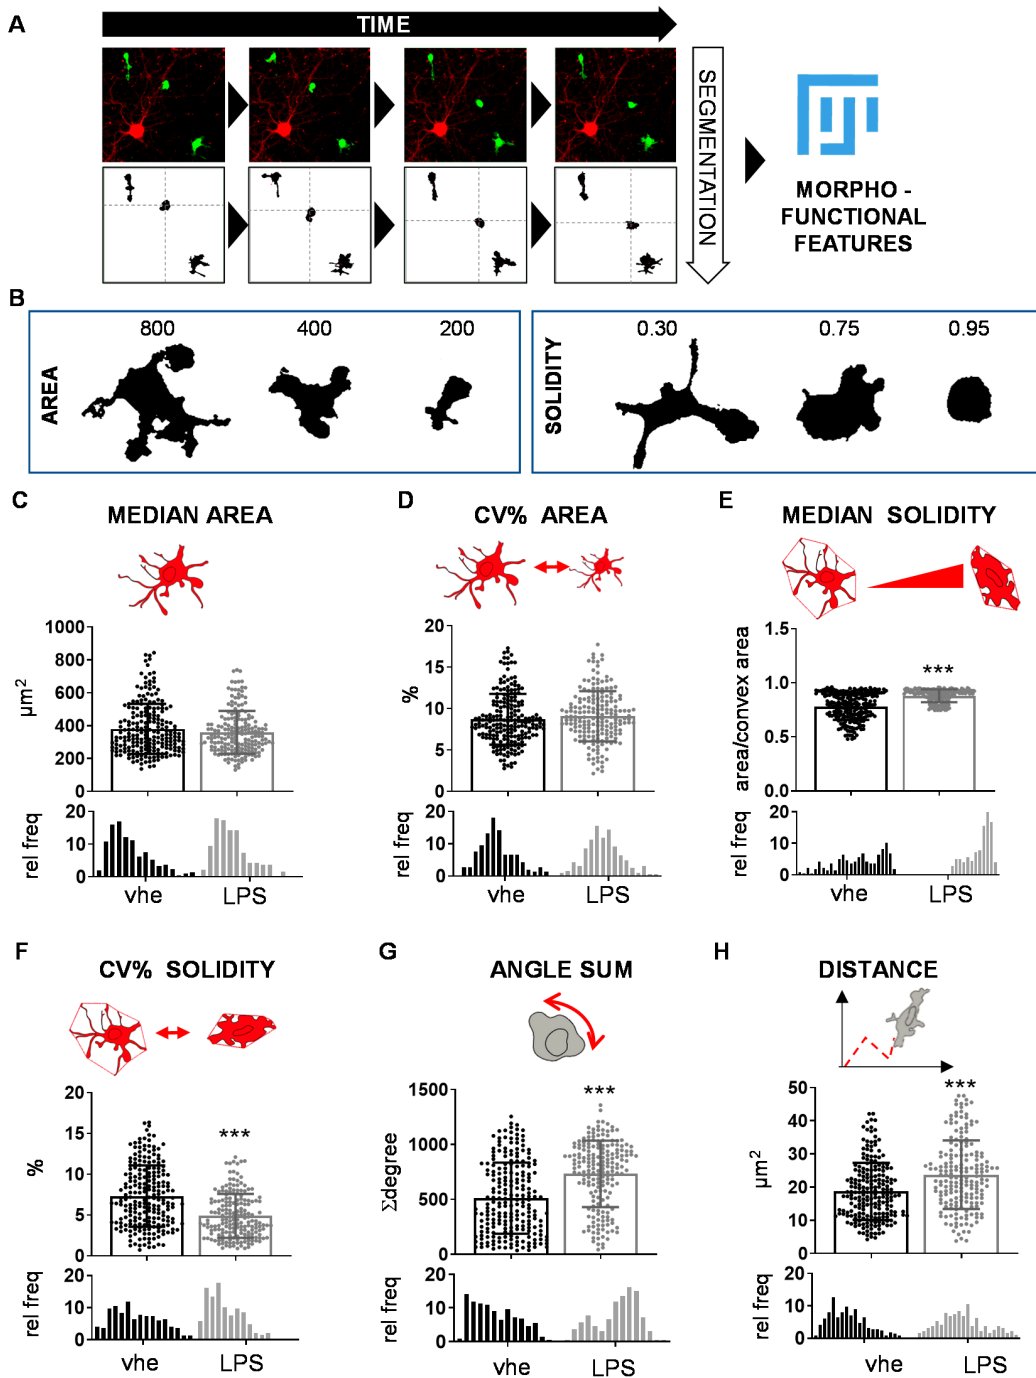 A
TIME
SEGMENTATION
MORPHO -
FUNCTIONAL
FEATURES
B
AREA
800
400
200
SOLIDITY
0.30
0.75
0.95
C
MEDIAN AREA
µm²
1000
800
600
400
200
0
rel freq
20
10
0
vhe
LPS
D
CV% AREA
%
20
15
10
5
0
rel freq
20
10
0
vhe
LPS
E
MEDIAN SOLIDITY
area/convex area
1.5
1.0
0.5
0.0
***
rel freq
20
10
0
vhe
LPS
F
CV% SOLIDITY
%
20
15
10
5
0
***
rel freq
20
10
0
vhe
LPS
G
ANGLE SUM
Σdegree
1500
1000
500
0
***
rel freq
20
10
0
vhe
LPS
H
DISTANCE
µm²
50
40
30
20
10
0
***
rel freq
20
10
0
vhe
LPS